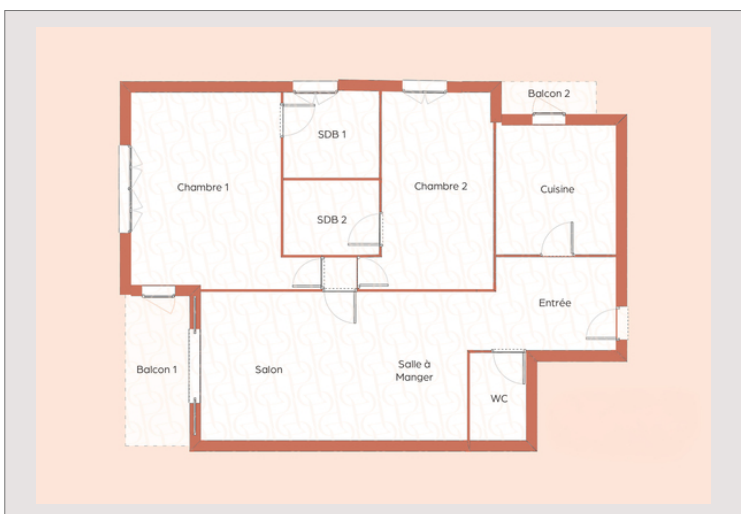 Balcon 2
SDB 1
Chambre 1
Chambre 2
Cuisine
SDB 2
Entrée
Balcon 1
Salon
Salle à
Manger
WC